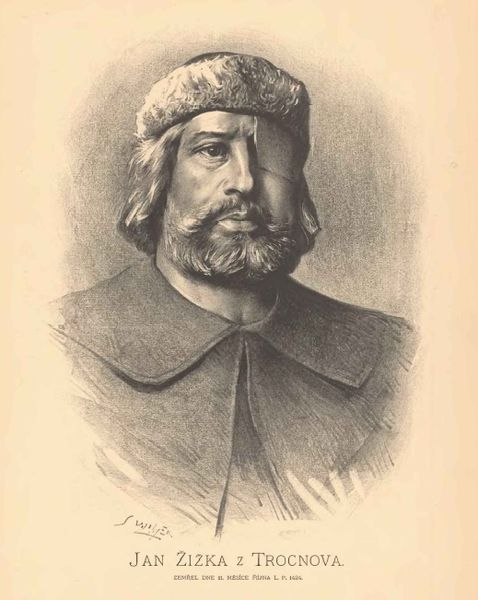 JAN ŽIŽKA z TROCNOVA.
ZEMŘEL DNE 11. MĚSÍCE ŘÍJNA L. P. 1424.